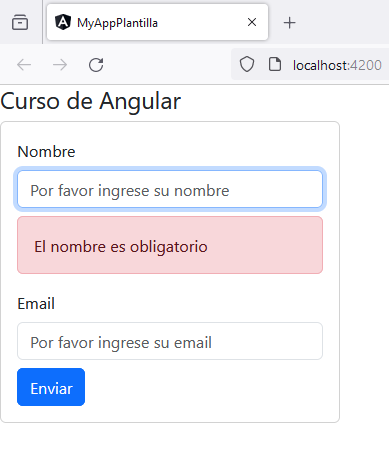 MyAppPlantilla
localhost:4200
Curso de Angular
Nombre
Por favor ingrese su nombre
El nombre es obligatorio
Email
Por favor ingrese su email
Enviar